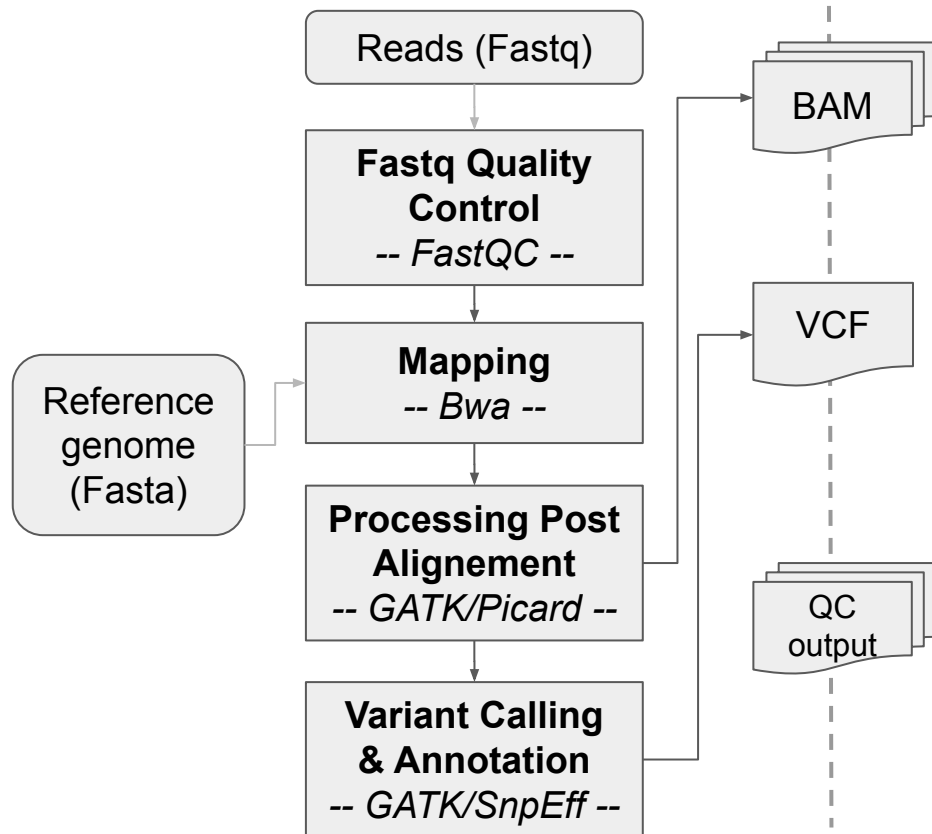 Reads (Fastq)
Fastq Quality
Control
-- FastQC --
Mapping
-- Bwa --
Reference
genome
(Fasta)
Processing Post
Alignement
-- GATK/Picard --
Variant Calling
& Annotation
-- GATK/SnpEff --
BAM
VCF
QC
output